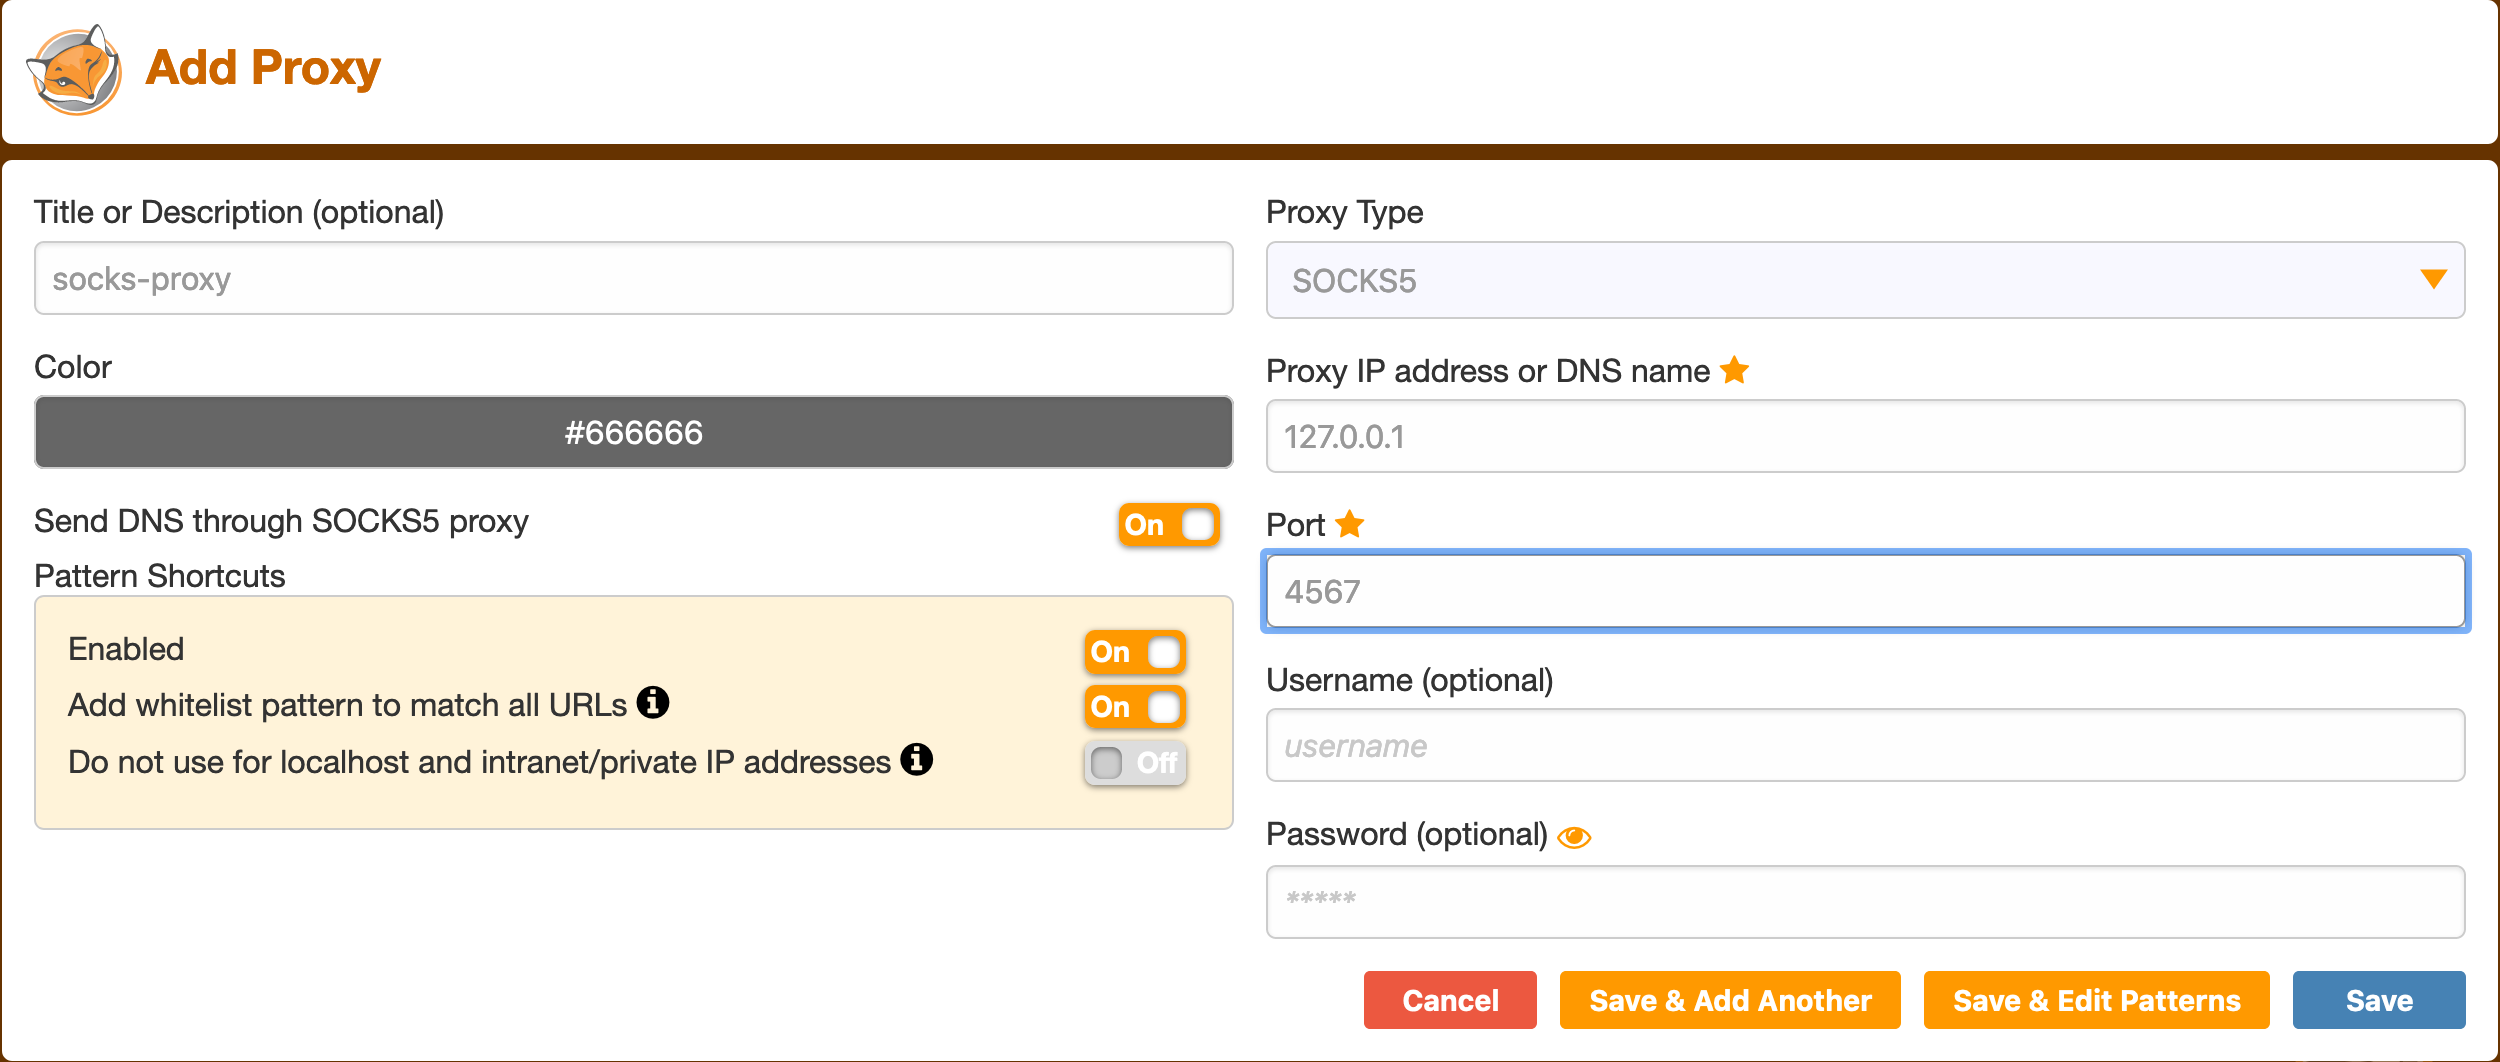 Add Proxy
Title or Description (optional)
socks-proxy
Color
#666666
Send DNS through SOCKS5 proxy
On
Pattern Shortcuts
Enabled
On
Add whitelist pattern to match all URLs
On
Do not use for localhost and intranet/private IP addresses
Off
Proxy Type
SOCKS5
Proxy IP address or DNS name
127.0.0.1
Port
4567
Username (optional)
username
Password (optional)
*****
Cancel
Save & Add Another
Save & Edit Patterns
Save